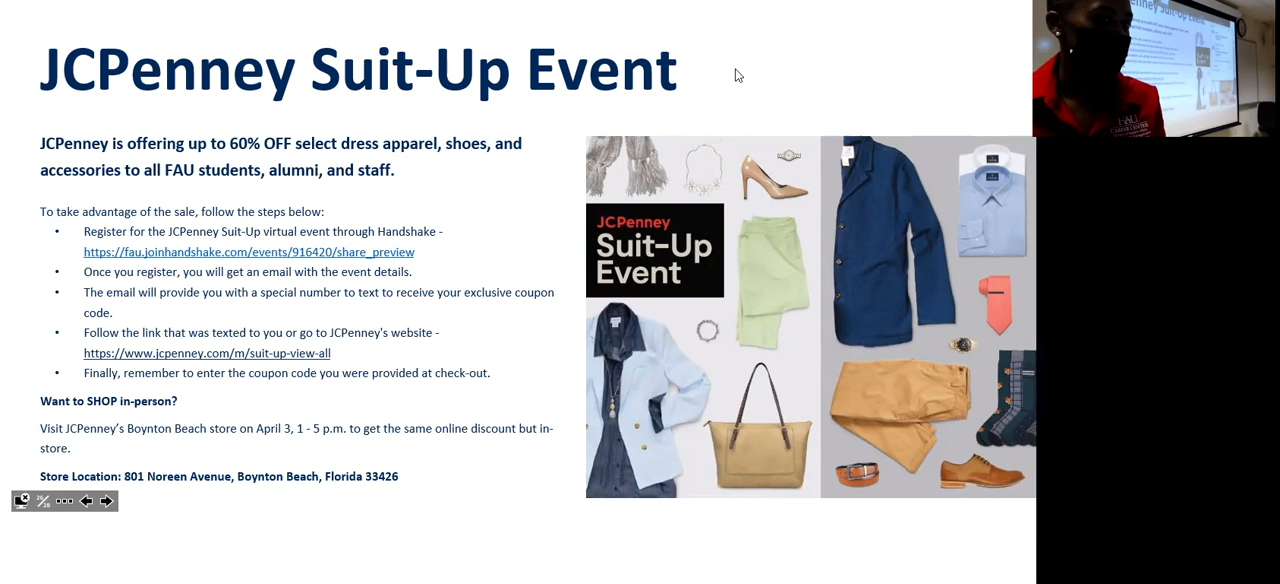 JCPenney Suit-Up Event
JCPenney is offering up to 60% OFF select dress apparel, shoes, and
accessories to all FAU students, alumni, and staff.
To take advantage of the sale, follow the steps below:
• Register for the JCPenney Suit-Up virtual event through Handshake -
https://fau.joinhandshake.com/events/916420/share_preview
• Once you register, you will get an email with the event details.
• The email will provide you with a special number to text to receive your exclusive coupon
code.
• Follow the link that was texted to you or go to JCPenney's website -
https://www.jcpenney.com/m/suit-up-view-all
• Finally, remember to enter the coupon code you were provided at check-out.
Want to SHOP in-person?
Visit JCPenney’s Boynton Beach store on April 3, 1 - 5 p.m. to get the same online discount but in-
store.
Store Location: 801 Noreen Avenue, Boynton Beach, Florida 33426
26/28
JCPenney
Suit-Up
Event
FAU
CAREER CENTER